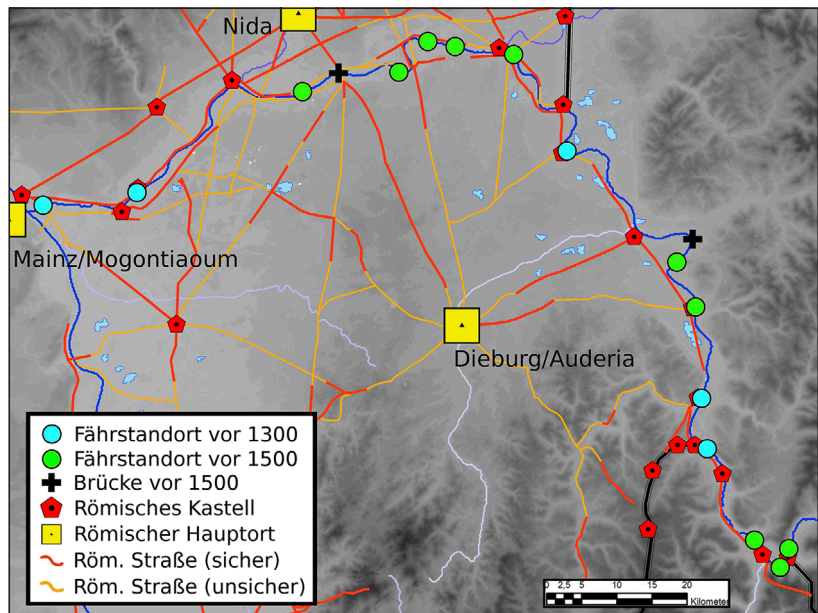 Nida
Mainz/Mogontiaoum
Dieburg/Auderia
Fährstandort vor 1300
Fährstandort vor 1500
Brücke vor 1500
Römisches Kastell
Römischer Hauptort
Röm. Straße (sicher)
Röm. Straße (unsicher)
0 2,5 5 10 15 20
Kilometer